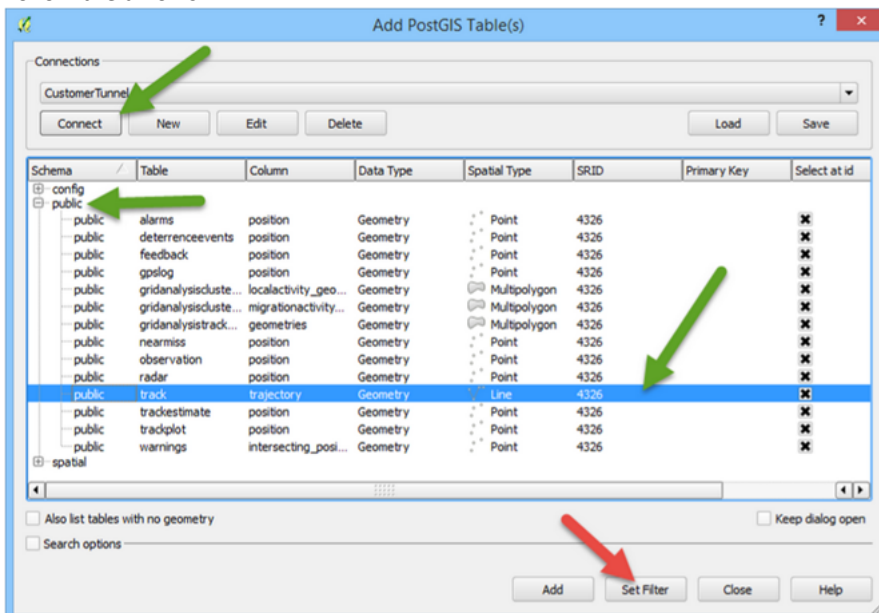 Add PostGIS Table(s)
?
Connections
CustomerTunnel
Connect New Edit Delete Load Save
Schema Table Column Data Type Spatial Type SRID Primary Key Select at id
config
public
public alarms position Geometry Point 4326
public deterrenceevents position Geometry Point 4326
public feedback position Geometry Point 4326
public gpslog position Geometry Point 4326
public gridanalysiscluste... localactivity_geo... Geometry Multipolygon 4326
public gridanalysiscluste... migrationactivity... Geometry Multipolygon 4326
public gridanalysistrack... geometries Geometry Multipolygon 4326
public nearmiss position Geometry Point 4326
public observation position Geometry Point 4326
public radar position Geometry Point 4326
public track trajectory Geometry Line 4326
public trackestimate position Geometry Point 4326
public trackplot position Geometry Point 4326
public warnings intersecting_posi... Geometry Point 4326
spatial
Also list tables with no geometry Keep dialog open
Search options
Add Set Filter Close Help